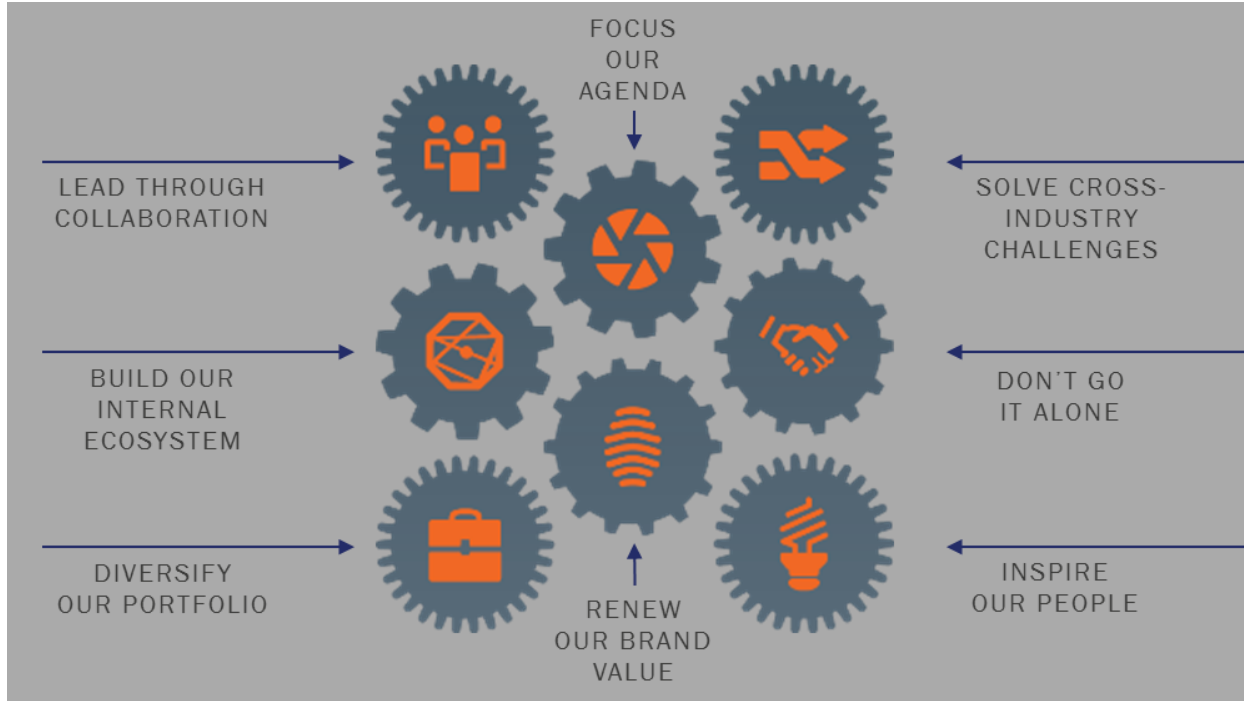 FOCUS
OUR
AGENDA
LEAD THROUGH
COLLABORATION
SOLVE CROSS-
INDUSTRY
CHALLENGES
BUILD OUR
INTERNAL
ECOSYSTEM
DON’T GO
IT ALONE
DIVERSIFY
OUR PORTFOLIO
RENEW
OUR BRAND
VALUE
INSPIRE
OUR PEOPLE